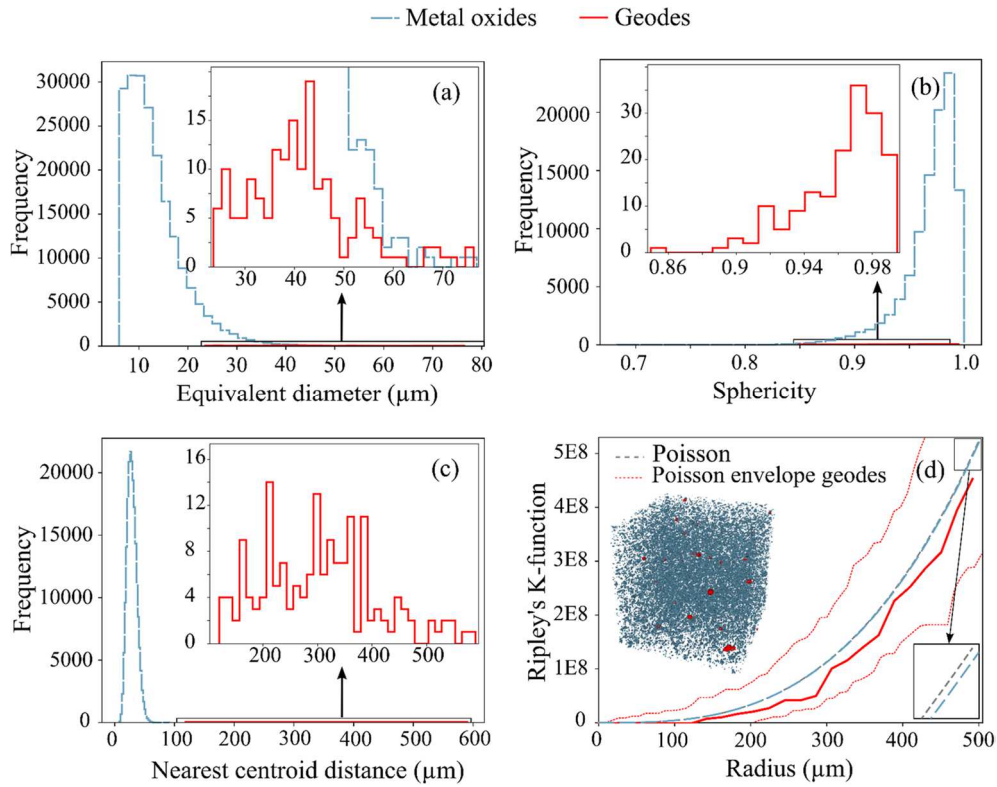 Metal oxides Geodes
(a)
Frequency
30000
25000
20000
15000
10000
5000
0
15
10
5
0
30 40 50 60 70
10 20 30 40 50 60 70 80
Equivalent diameter (µm)
(b)
Frequency
20000
15000
10000
5000
0
30
20
10
0
0.86 0.9 0.94 0.98
0.7 0.8 0.9 1.0
Sphericity
(c)
Frequency
20000
15000
10000
5000
0
16
12
8
4
0
200 300 400 500
0 100 200 300 400 500 600
Nearest centroid distance (µm)
(d)
Poisson
Poisson envelope geodes
Ripley's K-function
5E8
4E8
3E8
2E8
1E8
0
0 100 200 300 400 500
Radius (µm)